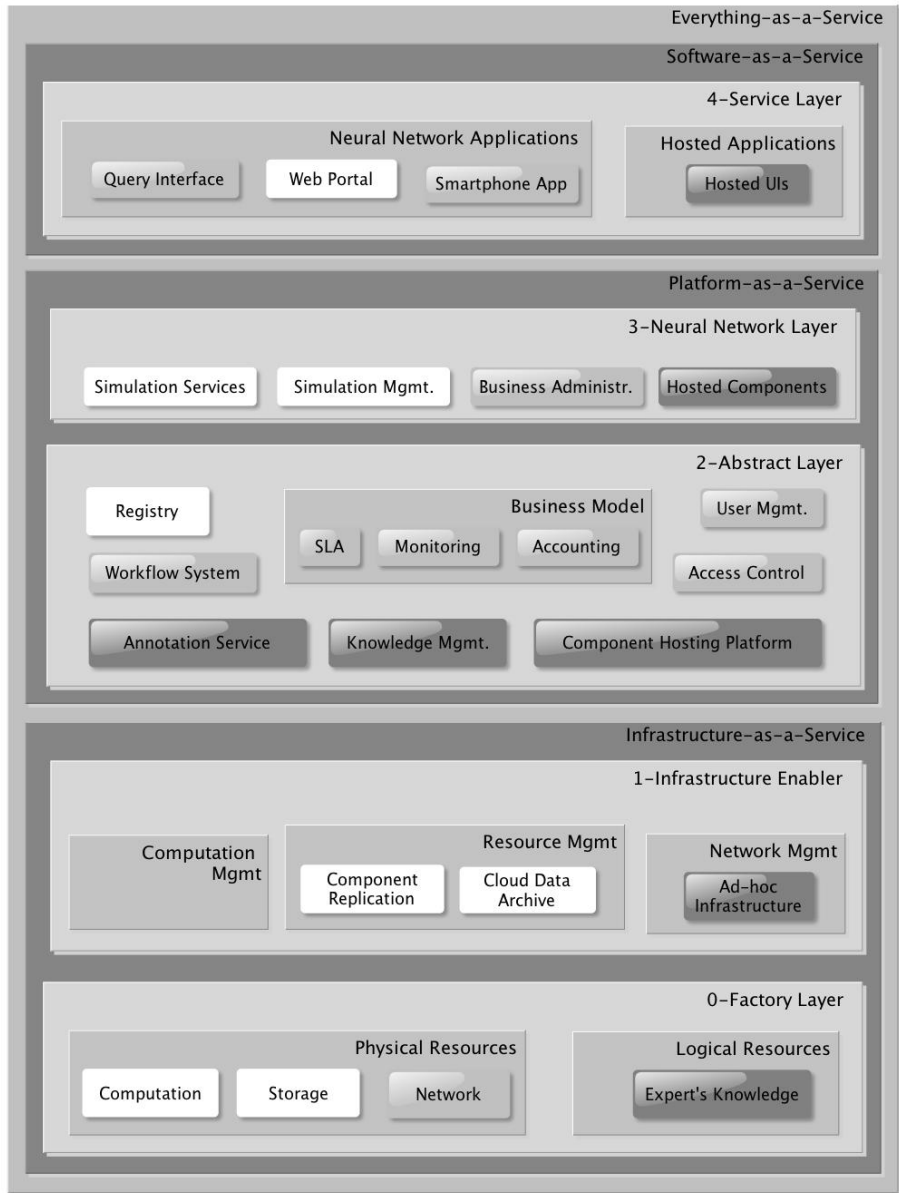 Everything-as-a-Service
Software-as-a-Service
4-Service Layer
Neural Network Applications
Query Interface
Web Portal
Smartphone App
Hosted Applications
Hosted UIs
Platform-as-a-Service
3-Neural Network Layer
Simulation Services
Simulation Mgmt.
Business Administr.
Hosted Components
2-Abstract Layer
Registry
Workflow System
Business Model
SLA
Monitoring
Accounting
User Mgmt.
Access Control
Annotation Service
Knowledge Mgmt.
Component Hosting Platform
Infrastructure-as-a-Service
1-Infrastructure Enabler
Computation
Mgmt
Resource Mgmt
Component
Replication
Cloud Data
Archive
Network Mgmt
Ad-hoc
Infrastructure
0-Factory Layer
Physical Resources
Computation
Storage
Network
Logical Resources
Expert's Knowledge